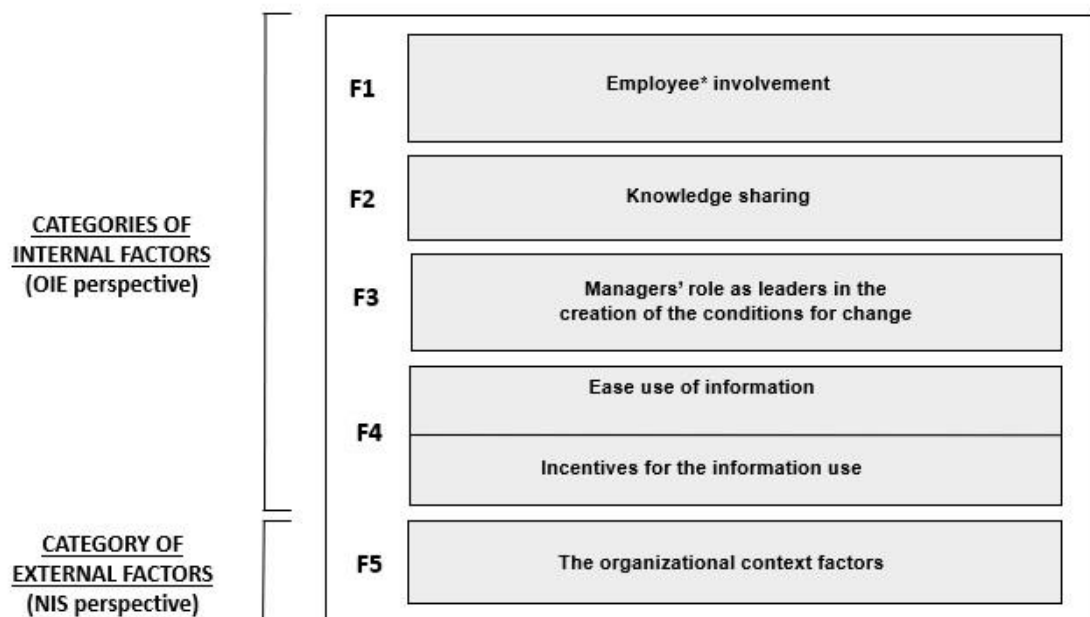 CATEGORIES OF
INTERNAL FACTORS
(OIE perspective)
F1
Employee* involvement
F2
Knowledge sharing
F3
Managers' role as leaders in the
creation of the conditions for change
F4
Ease use of information
Incentives for the information use
CATEGORY OF
EXTERNAL FACTORS
(NIS perspective)
F5
The organizational context factors